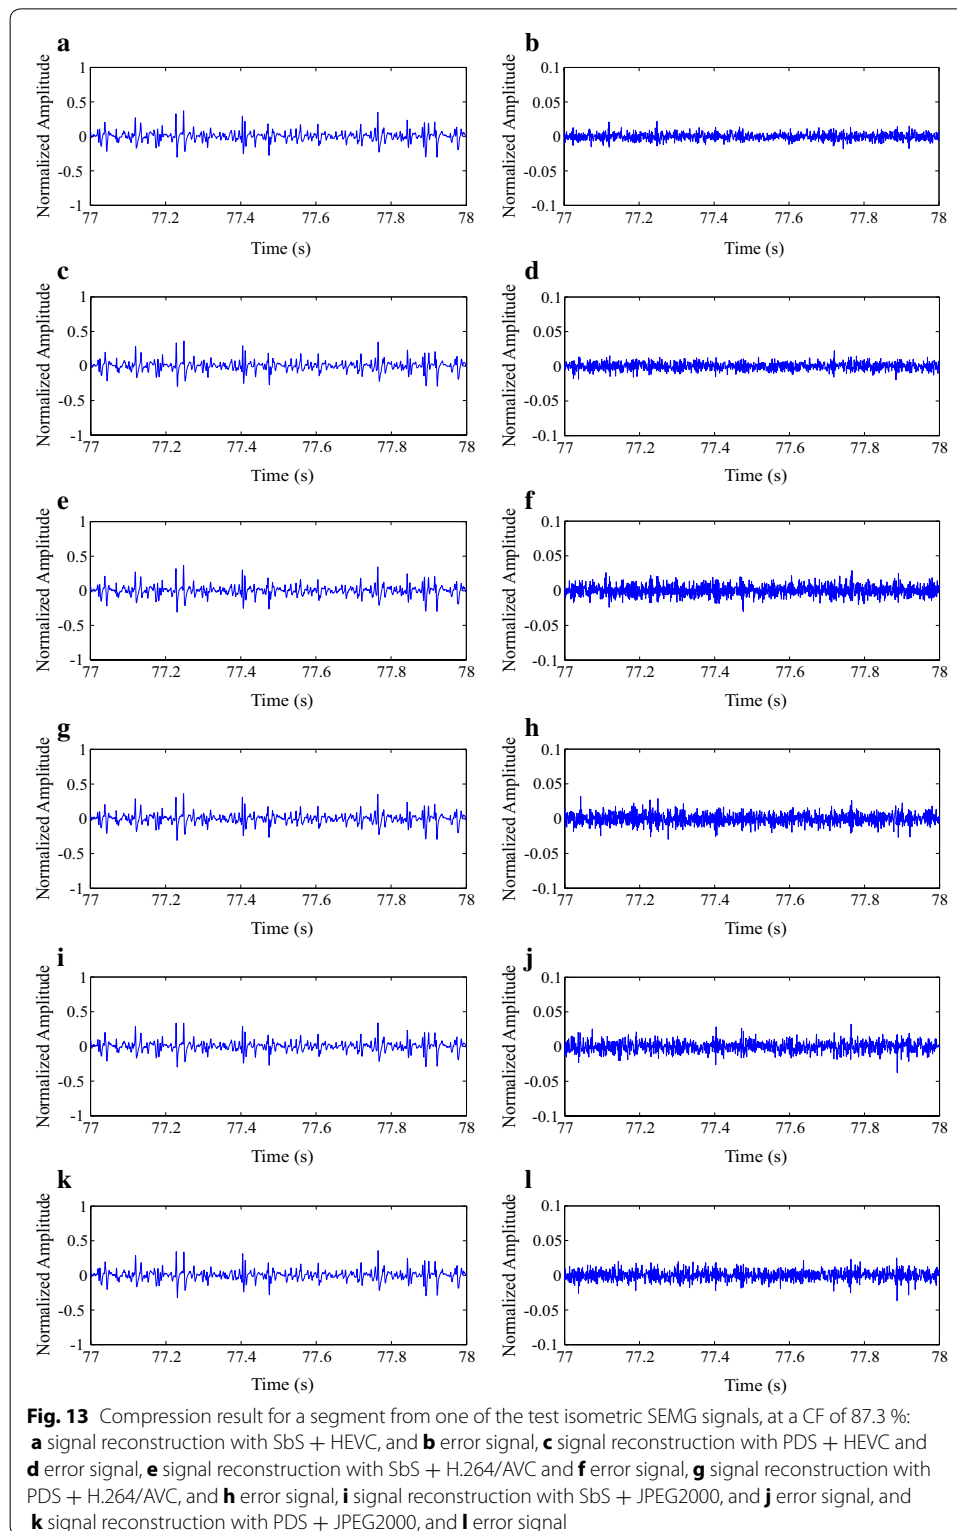 a
Normalized Amplitude
1
0.5
0
-0.5
-1
77 77.2 77.4 77.6 77.8 78
Time (s)
b
Normalized Amplitude
0.1
0.05
0
-0.05
-0.1
77 77.2 77.4 77.6 77.8 78
Time (s)
c
Normalized Amplitude
1
0.5
0
-0.5
-1
77 77.2 77.4 77.6 77.8 78
Time (s)
d
Normalized Amplitude
0.1
0.05
0
-0.05
-0.1
77 77.2 77.4 77.6 77.8 78
Time (s)
e
Normalized Amplitude
1
0.5
0
-0.5
-1
77 77.2 77.4 77.6 77.8 78
Time (s)
f
Normalized Amplitude
0.1
0.05
0
-0.05
-0.1
77 77.2 77.4 77.6 77.8 78
Time (s)
g
Normalized Amplitude
1
0.5
0
-0.5
-1
77 77.2 77.4 77.6 77.8 78
Time (s)
h
Normalized Amplitude
0.1
0.05
0
-0.05
-0.1
77 77.2 77.4 77.6 77.8 78
Time (s)
i
Normalized Amplitude
1
0.5
0
-0.5
-1
77 77.2 77.4 77.6 77.8 78
Time (s)
j
Normalized Amplitude
0.1
0.05
0
-0.05
-0.1
77 77.2 77.4 77.6 77.8 78
Time (s)
k
Normalized Amplitude
1
0.5
0
-0.5
-1
77 77.2 77.4 77.6 77.8 78
Time (s)
l
Normalized Amplitude
0.1
0.05
0
-0.05
-0.1
77 77.2 77.4 77.6 77.8 78
Time (s)
Fig. 13 Compression result for a segment from one of the test isometric SEMG signals, at a CF of 87.3 %:
a signal reconstruction with SbS + HEVC, and b error signal, c signal reconstruction with PDS + HEVC and
d error signal, e signal reconstruction with SbS + H.264/AVC and f error signal, g signal reconstruction with
PDS + H.264/AVC, and h error signal, i signal reconstruction with SbS + JPEG2000, and j error signal, and
k signal reconstruction with PDS + JPEG2000, and l error signal